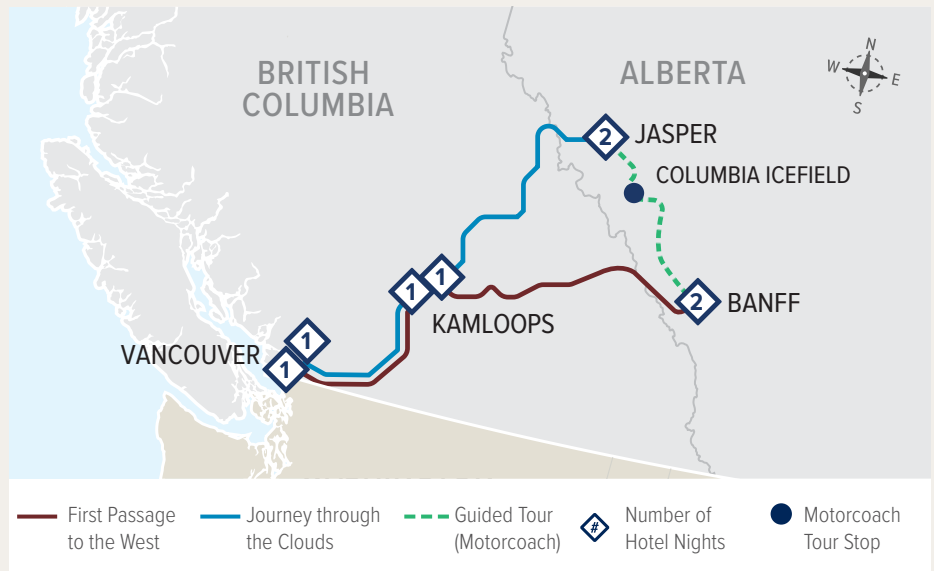 BRITISH
COLUMBIA
ALBERTA
N
W
E
S
2
JASPER
COLUMBIA ICEFIELD
1
1
KAMLOOPS
2
BANFF
1
VANCOUVER
1
First Passage
to the West
Journey through
the Clouds
Guided Tour
(Motorcoach)
#
Number of
Hotel Nights
Motorcoach
Tour Stop